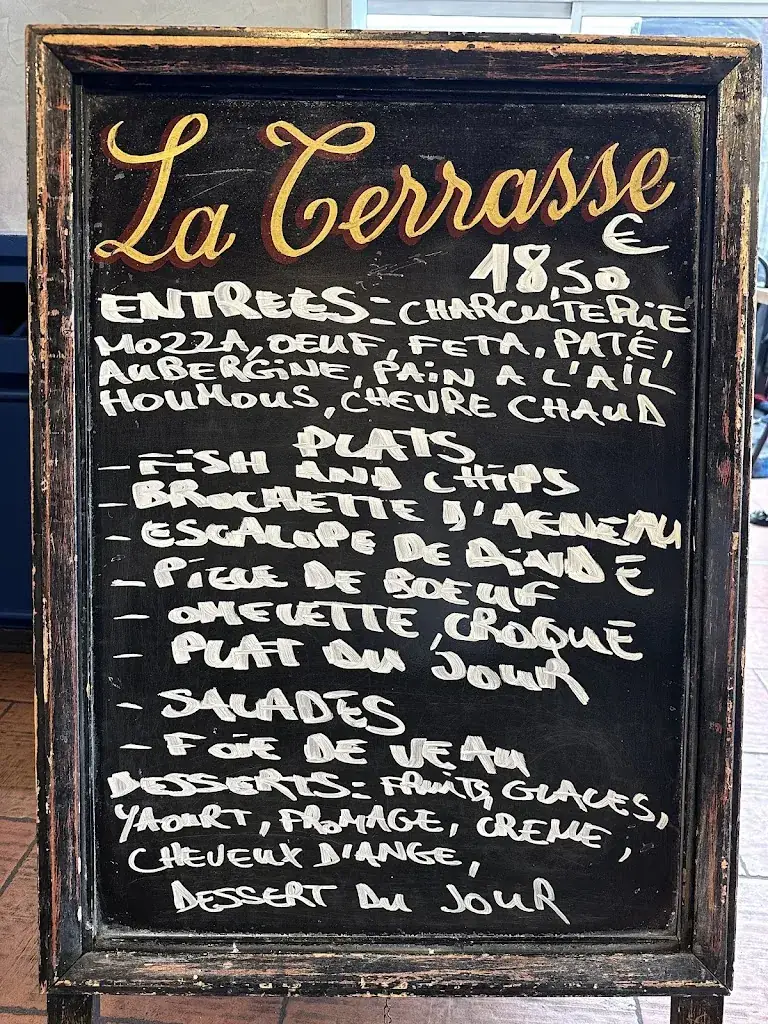 La Terrasse
€
18,50
ENTREES: CHARCUTERIE
MOZZA, OEUF, FETA, PATÉ,
AUBERGINE, PAIN A L'AIL
HOUMOUS, CHEVRE CHAUD
PLATS
- FISH AND CHIPS
- BROCHETTE D'AGNEAU
- ESCALOPE DE DINDE
- PIECE DE BOEUF
- OMELETTE, CROQUE
- PLAT DU JOUR
- SALADES
- FOIE DE VEAU
DESSERTS: FRUITS, GLACES,
YAOURT, FROMAGE, CREME,
CHEVEUX D'ANGE,
DESSERT DU JOUR